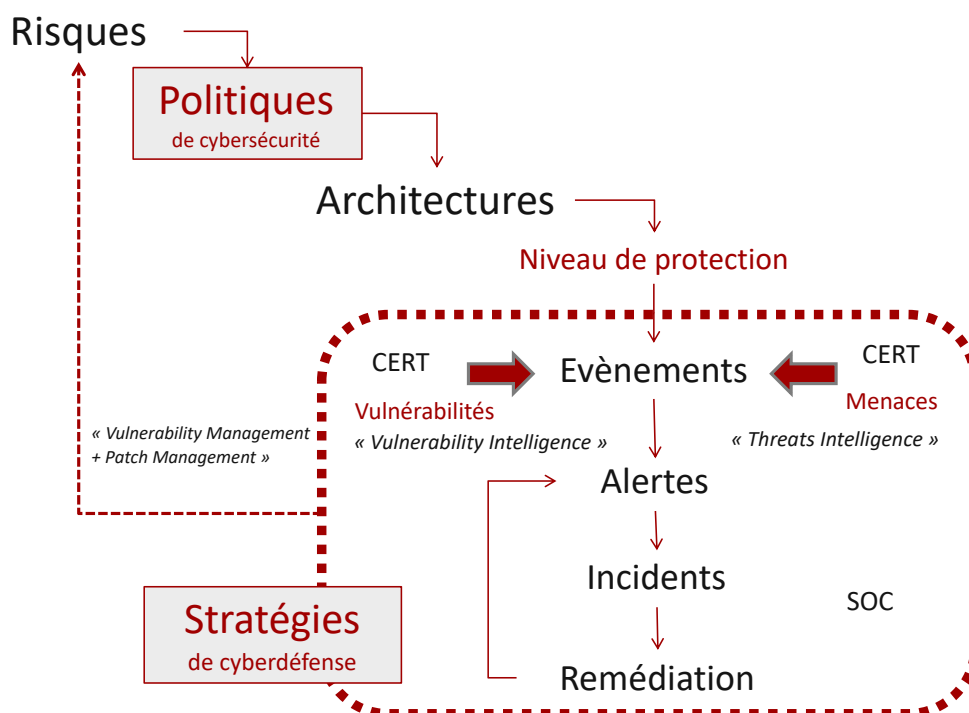 Risques
Politiques
de cybersécurité
Architectures
Niveau de protection
CERT
Evènements
CERT
Vulnérabilités
Menaces
« Vulnerability Management
+ Patch Management »
« Vulnerability Intelligence »
« Threats Intelligence »
Alertes
Incidents
SOC
Stratégies
de cyberdéfense
Remédiation